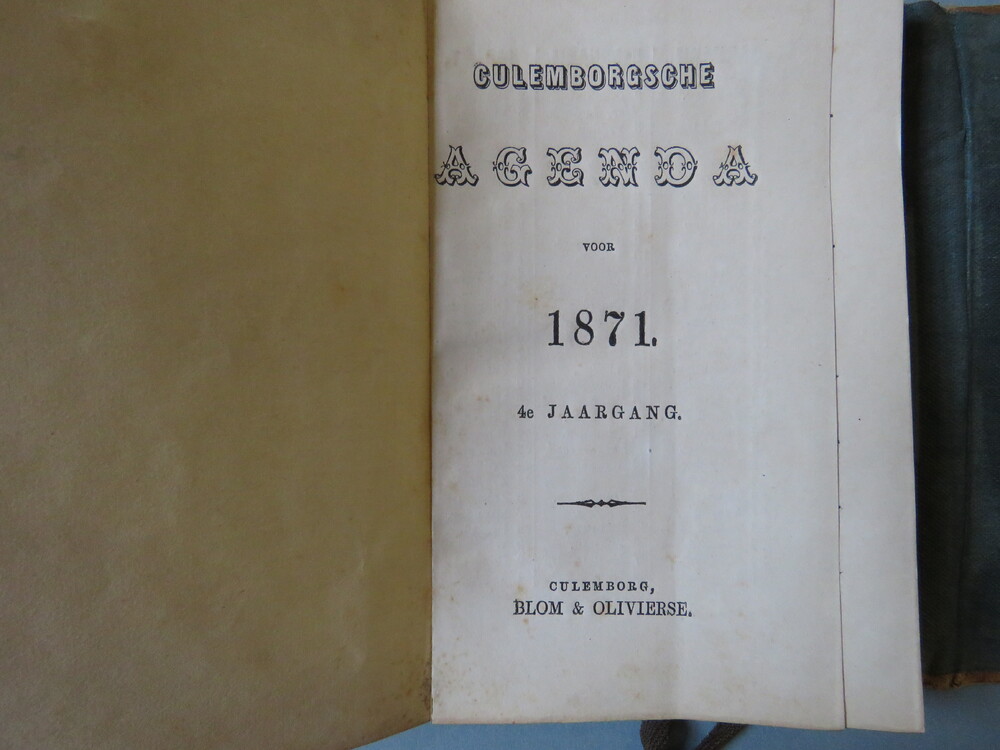 CULEMBORGSCHE
AGENDA
VOOR
1871.
4e JAARGANG.
CULEMBORG,
BLOM & OLIVIERSE.